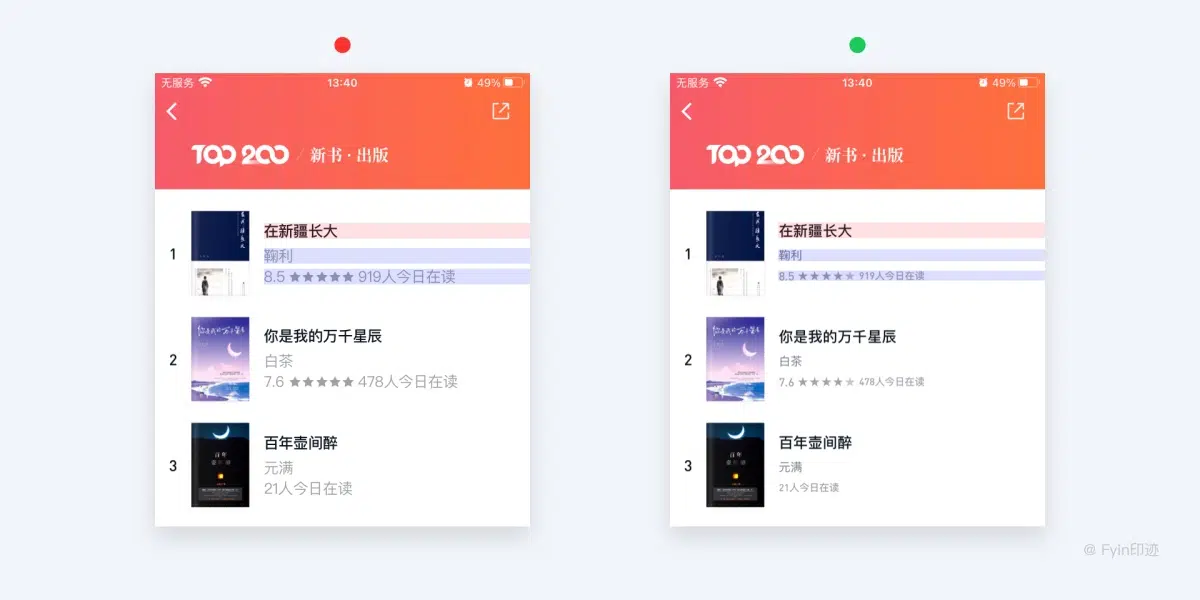 无服务 13:40 49%
TOP 200 / 新书·出版
1
在新疆长大
鞠利
8.5 ★★★★★ 919人今日在读
2
你是我的万千星辰
白茶
7.6 ★★★★★ 478人今日在读
3
百年壶间醉
元满
21人今日在读
无服务 13:40 49%
TOP 200 / 新书·出版
1
在新疆长大
鞠利
8.5 ★★★★★ 919人今日在读
2
你是我的万千星辰
白茶
7.6 ★★★★★ 478人今日在读
3
百年壶间醉
元满
21人今日在读
@ Fyin印迹